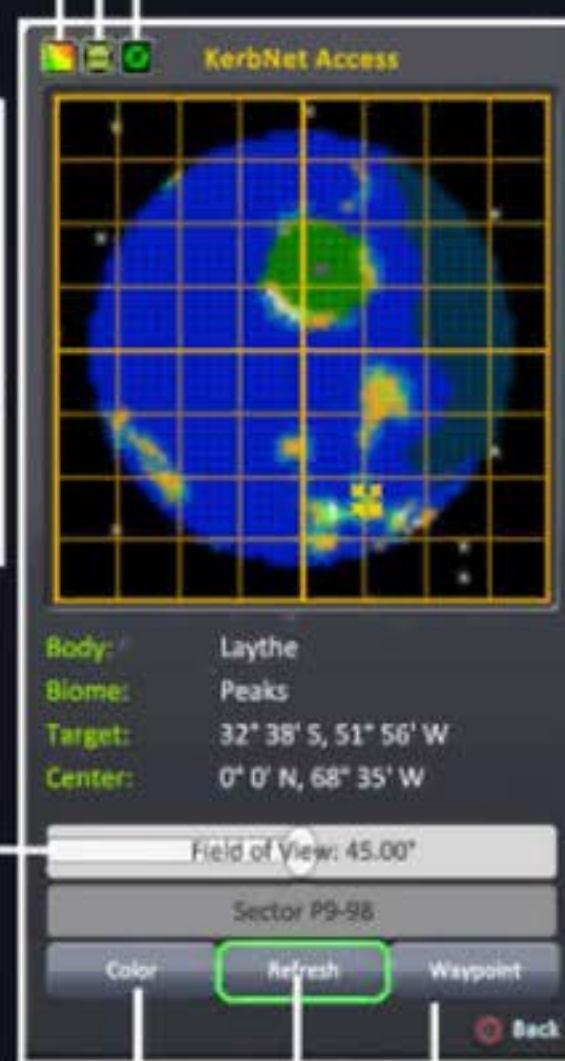 KerbNet Access
Body: Laythe
Biome: Peaks
Target: 32° 38' S, 51° 56' W
Center: 0° 0' N, 68° 35' W
Field of View: 45.00°
Sector P9-98
Color Refresh Waypoint
Back